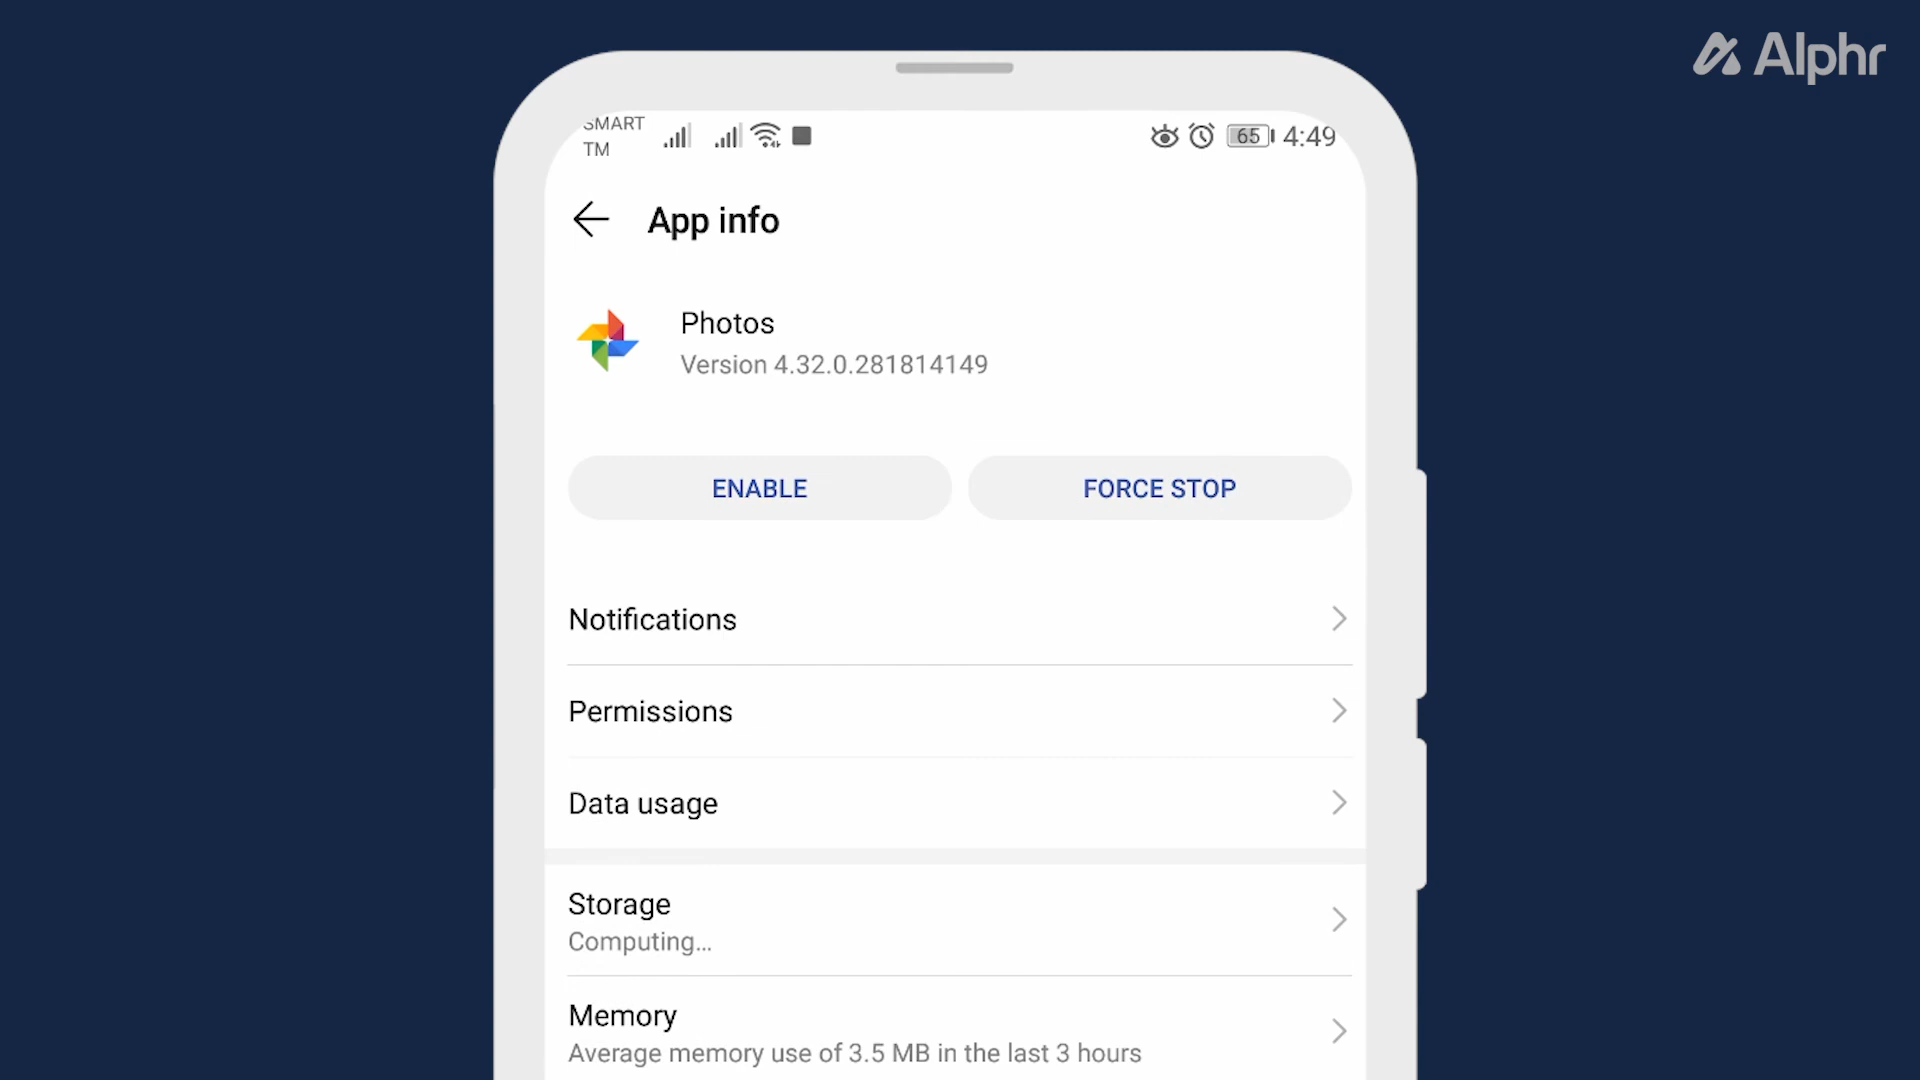 Alphr
SMART
TM
65 4:49
App info
Photos
Version 4.32.0.281814149
ENABLE
FORCE STOP
Notifications
Permissions
Data usage
Storage
Computing...
Memory
Average memory use of 3.5 MB in the last 3 hours